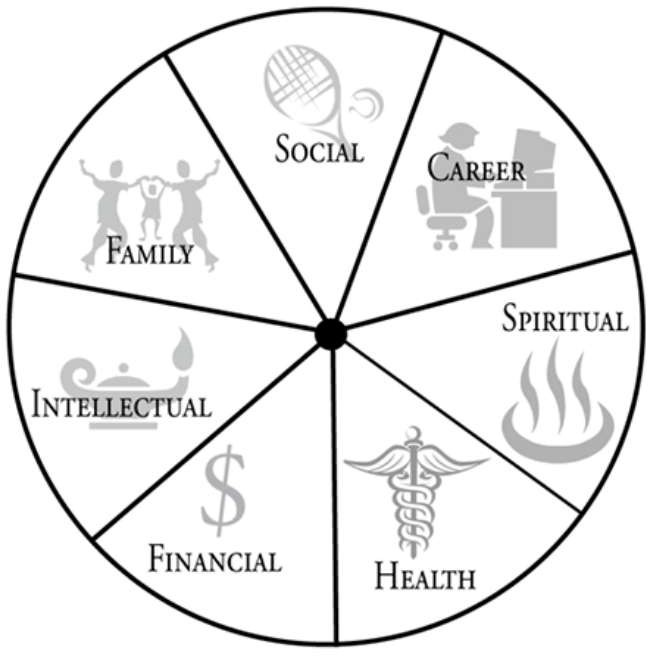 SOCIAL
CAREER
FAMILY
SPIRITUAL
INTELLECTUAL
$
FINANCIAL
HEALTH